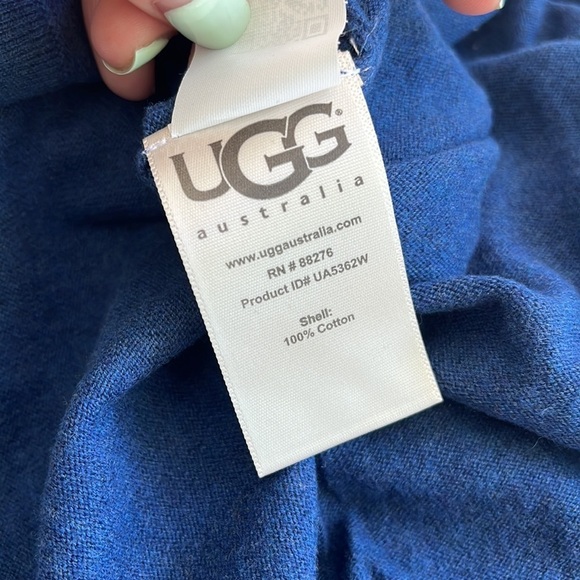 UGG®
australia
www.uggaustralia.com
RN # 88276
Product ID# UA5362W
Shell:
100% Cotton